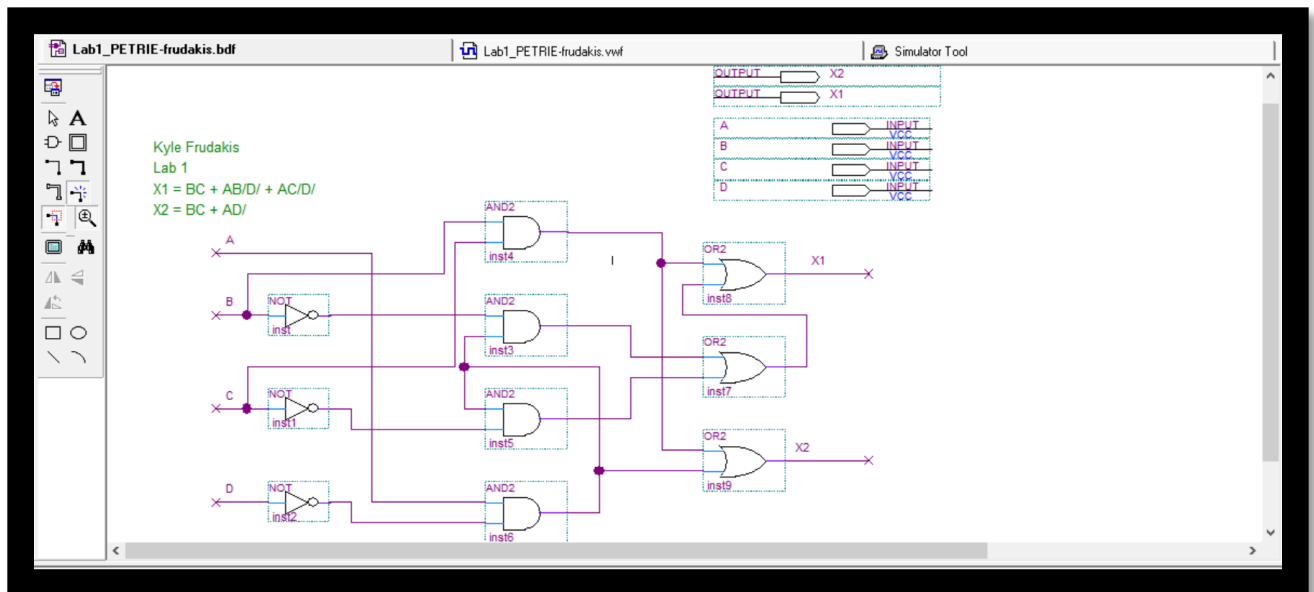 Lab1_PETRIE-frudakis.bdf
Lab1_PETRIE-frudakis.vwf
Simulator Tool
OUTPUT X2
OUTPUT X1
A INPUT
VCC
B INPUT
VCC
C INPUT
VCC
D INPUT
VCC
Kyle Frudakis
Lab 1
X1 = BC + AB/D/ + AC/D/
X2 = BC + AD/
AND2
inst4
A
OR2
X1
inst8
B
NOT
inst
AND2
inst3
OR2
inst7
C
NOT
inst1
AND2
inst5
OR2
X2
inst9
D
NOT
inst2
AND2
inst6